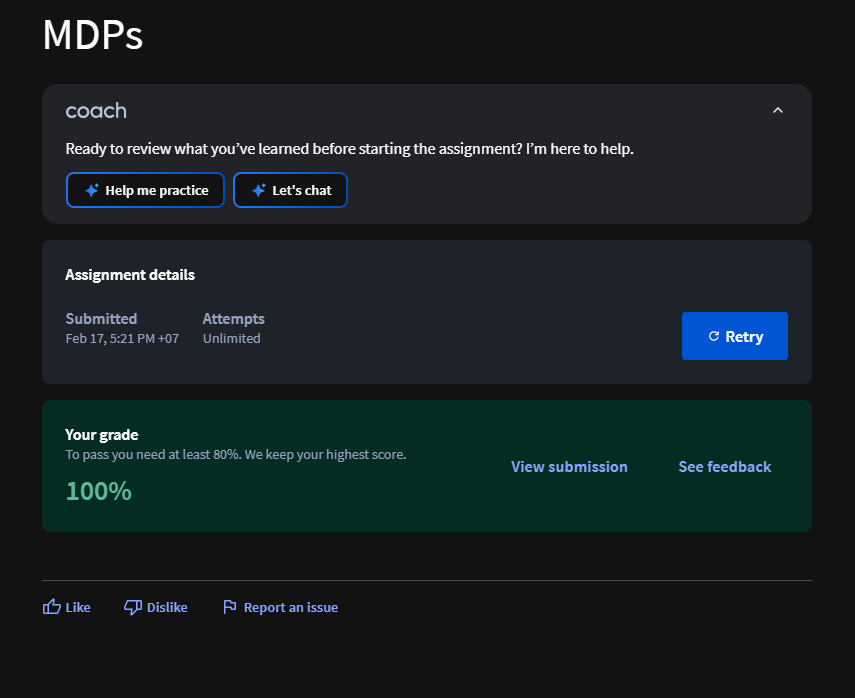 MDPs
coach
Ready to review what you’ve learned before starting the assignment? I’m here to help.
Help me practice
Let's chat
Assignment details
Submitted
Attempts
Feb 17, 5:21 PM +07
Unlimited
Retry
Your grade
To pass you need at least 80%. We keep your highest score.
100%
View submission
See feedback
Like
Dislike
Report an issue